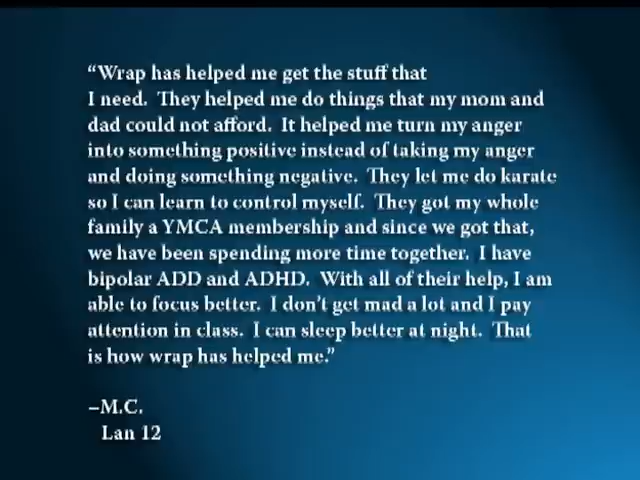 “Wrap has helped me get the stuff that
I need.  They helped me do things that my mom and
dad could not afford.  It helped me turn my anger
into something positive instead of taking my anger
and doing something negative.  They let me do karate
so I can learn to control myself.  They got my whole
family a YMCA membership and since we got that,
we have been spending more time together.  I have
bipolar ADD and ADHD.  With all of their help, I am
able to focus better.  I don’t get mad a lot and I pay
attention in class.  I can sleep better at night.  That
is how wrap has helped me.”
–M.C.
Lan 12